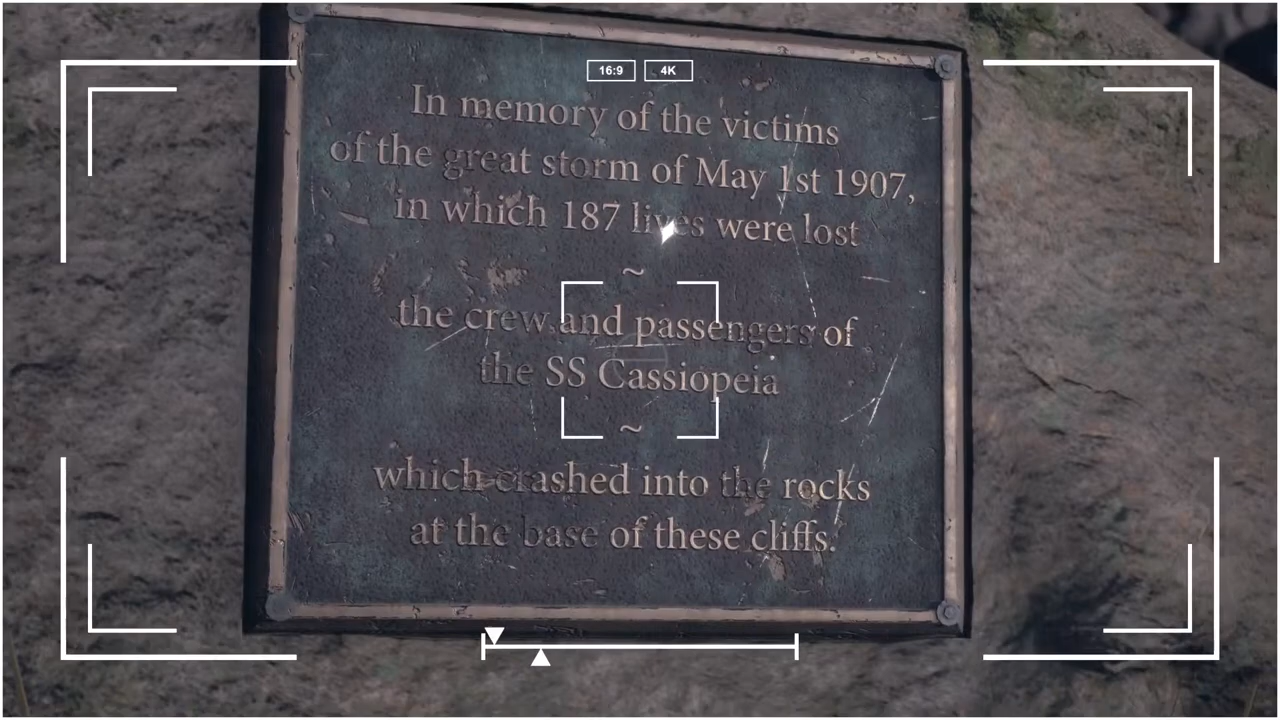 16:9 4K
In memory of the victims
of the great storm of May 1st 1907,
in which 187 lives were lost
~
the crew and passengers of
the SS Cassiopeia
~
which crashed into the rocks
at the base of these cliffs.